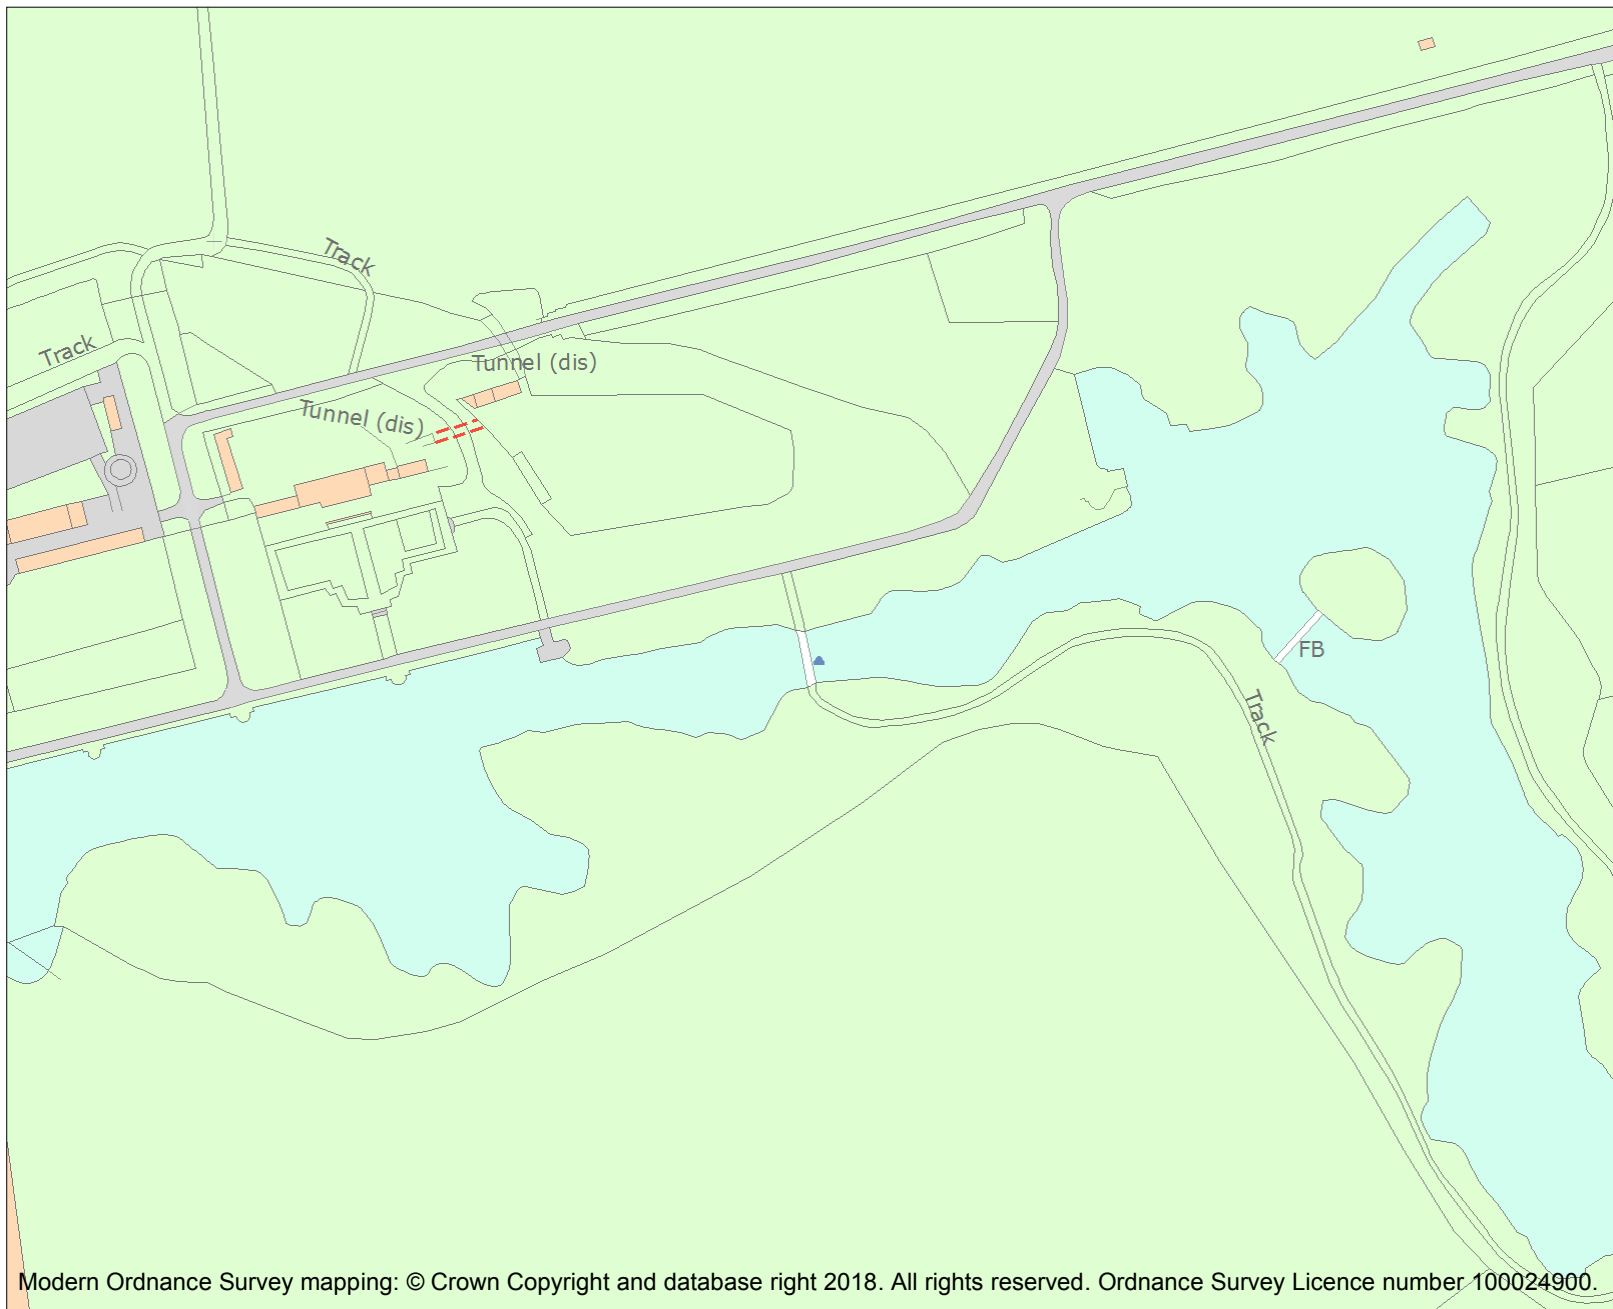 Track
Track
Tunnel (dis)
Tunnel (dis)
FB
Track
Modern Ordnance Survey mapping: © Crown Copyright and database right 2018. All rights reserved. Ordnance Survey Licence number 100024900.